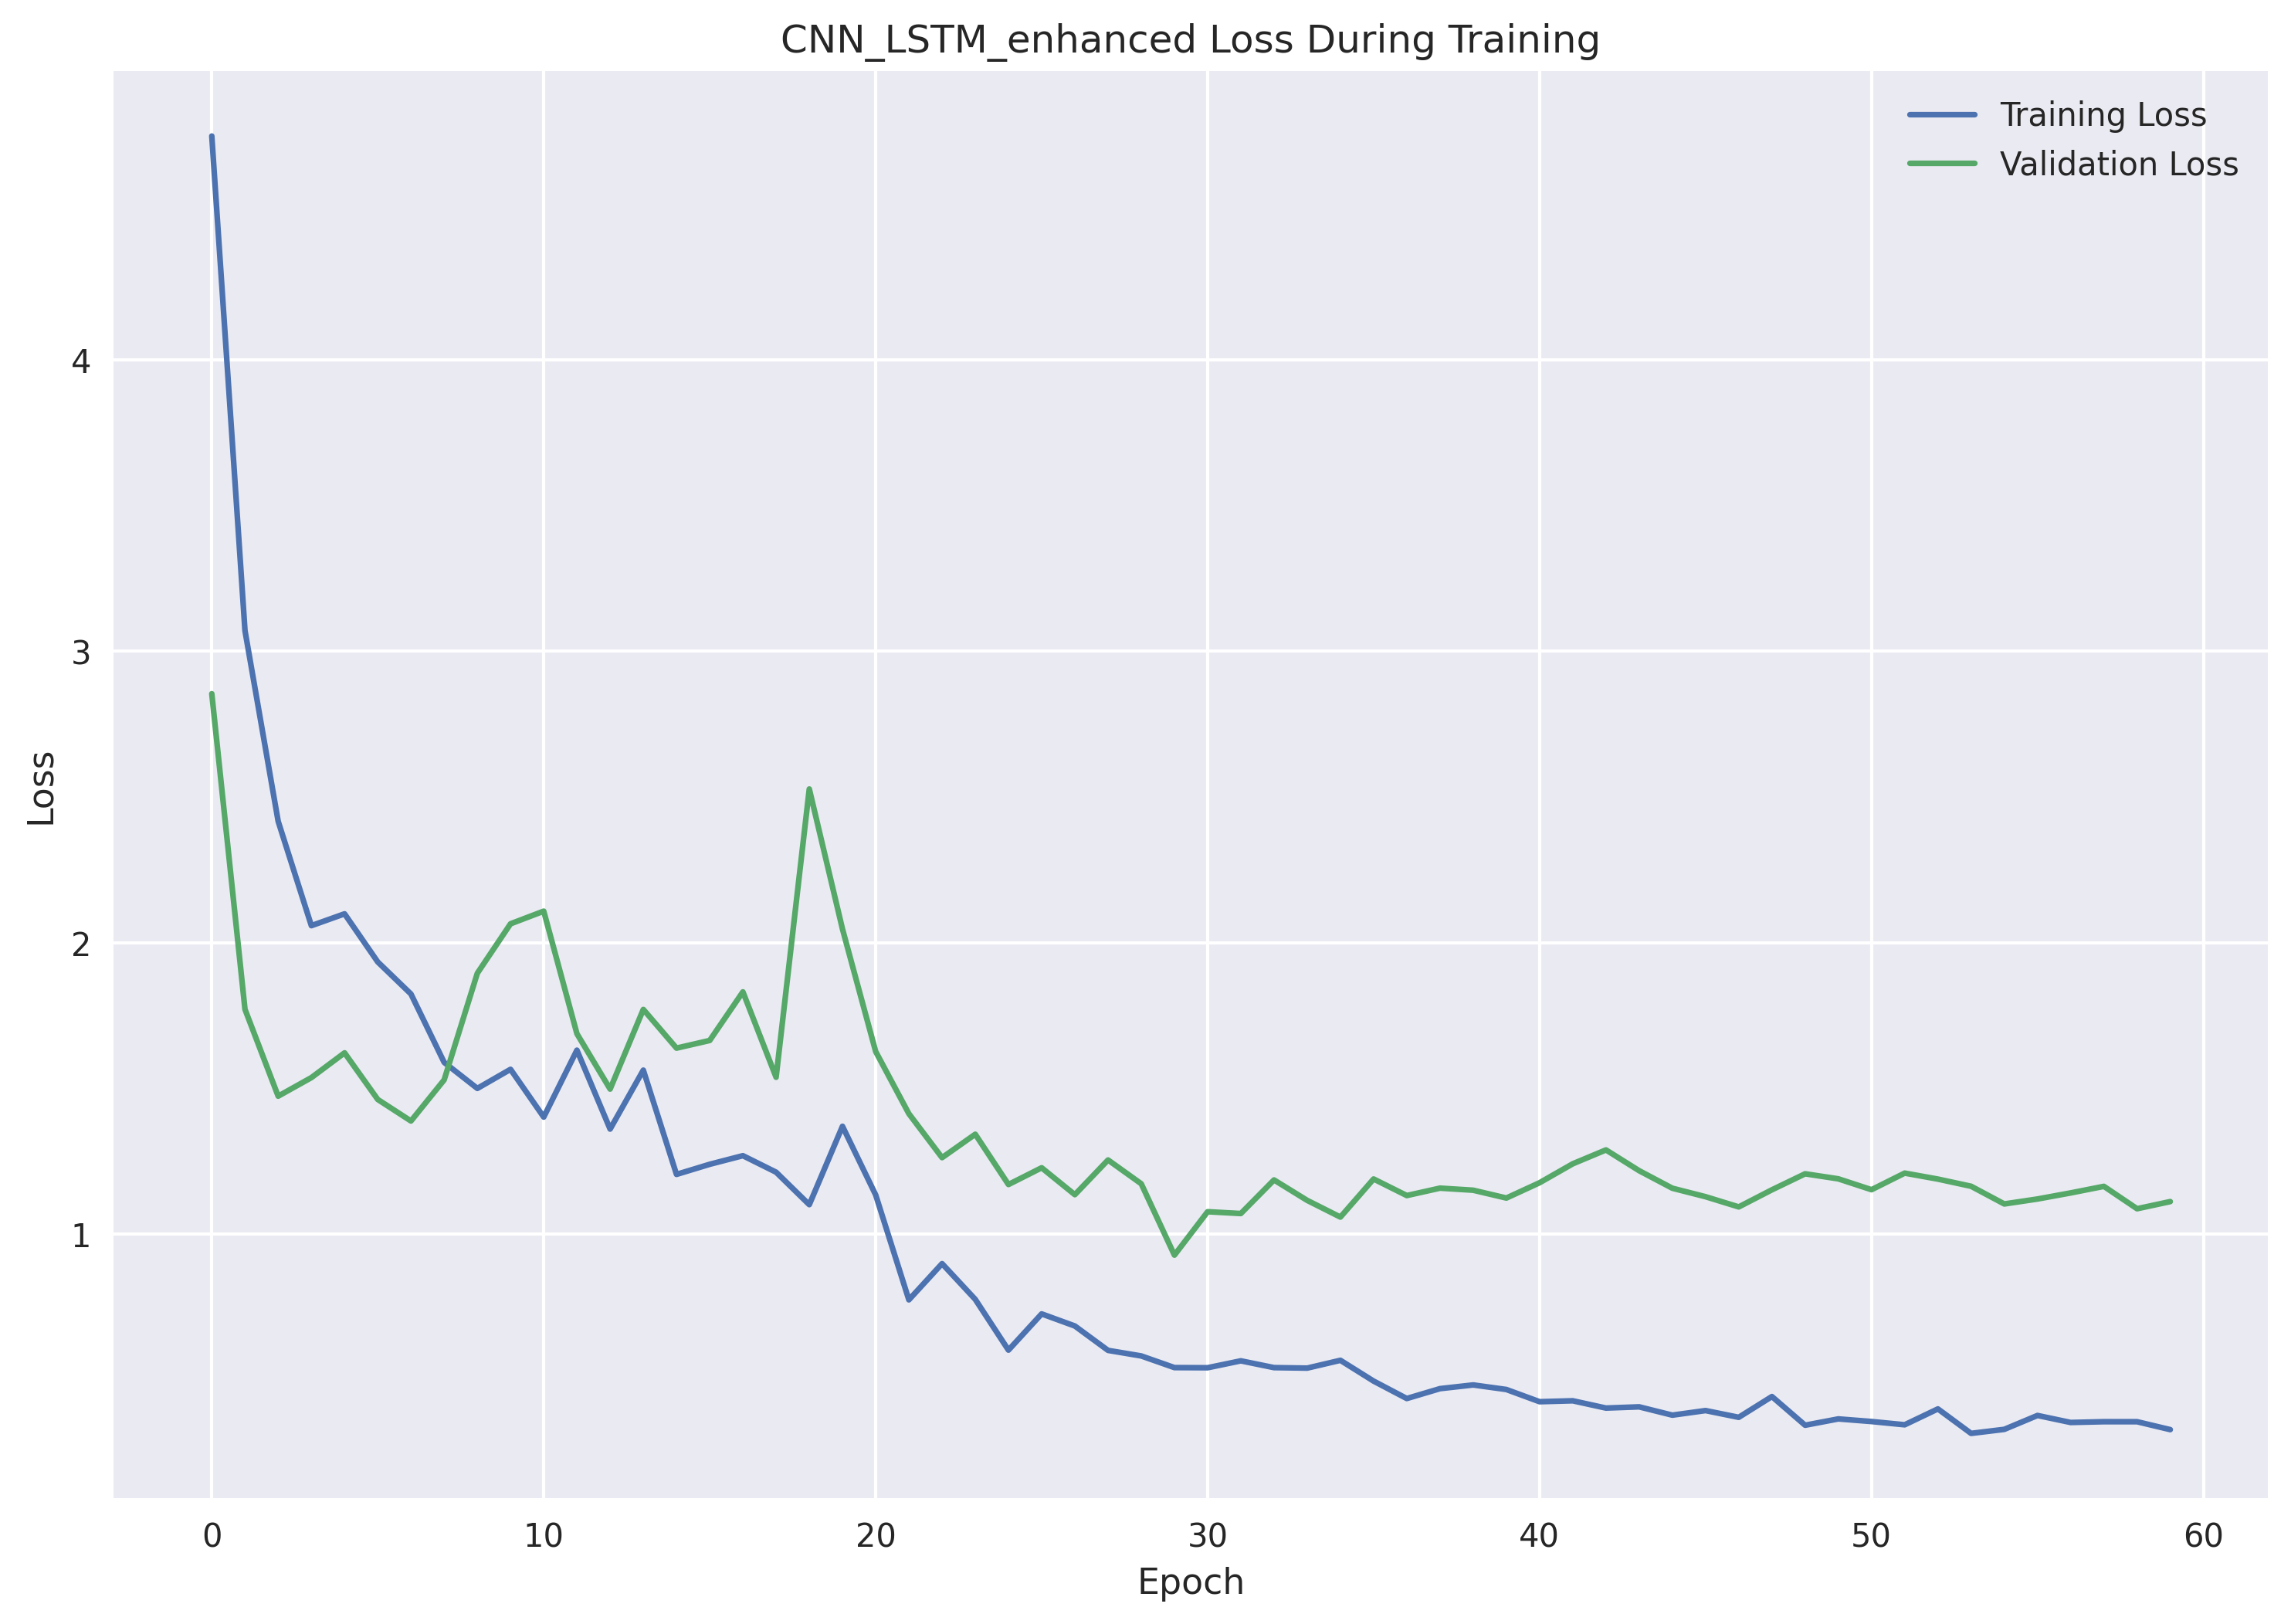 CNN_LSTM_enhanced Loss During Training
Training Loss
Validation Loss
Loss
4
3
2
1
0 10 20 30 40 50 60
Epoch